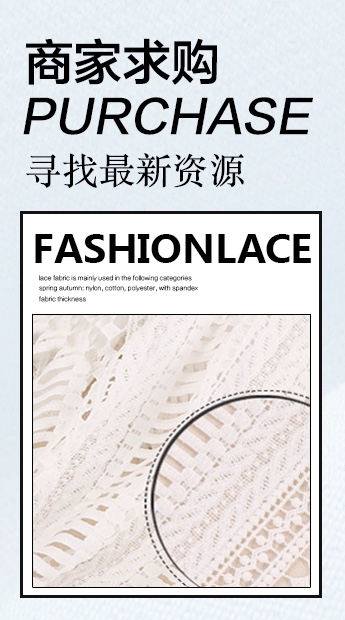 商家求购
PURCHASE
寻找最新资源
FASHIONLACE
lace fabric is mainly used in the following categories
spring autumn: nylon, cotton, polyester, with spandex
fabric thickness